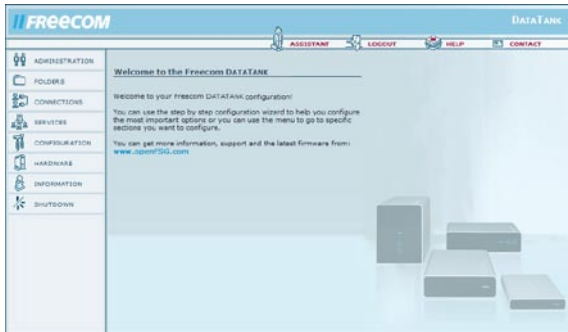 FREECOM
DATATANK
ASSISTANT
LOGOUT
HELP
CONTACT
ADMINISTRATION
FOLDERS
CONNECTIONS
SERVICES
CONFIGURATION
HARDWARE
INFORMATION
SHUTDOWN
Welcome to the Freecom DATATANK
Welcome to your Freecom DATATANK configuration!
You can use the step by step configuration wizard to help you configure
the most important options or you can use the menu to go to specific
sections you want to configure.
You can get more information, support and the latest firmware from:
www.openFSG.com